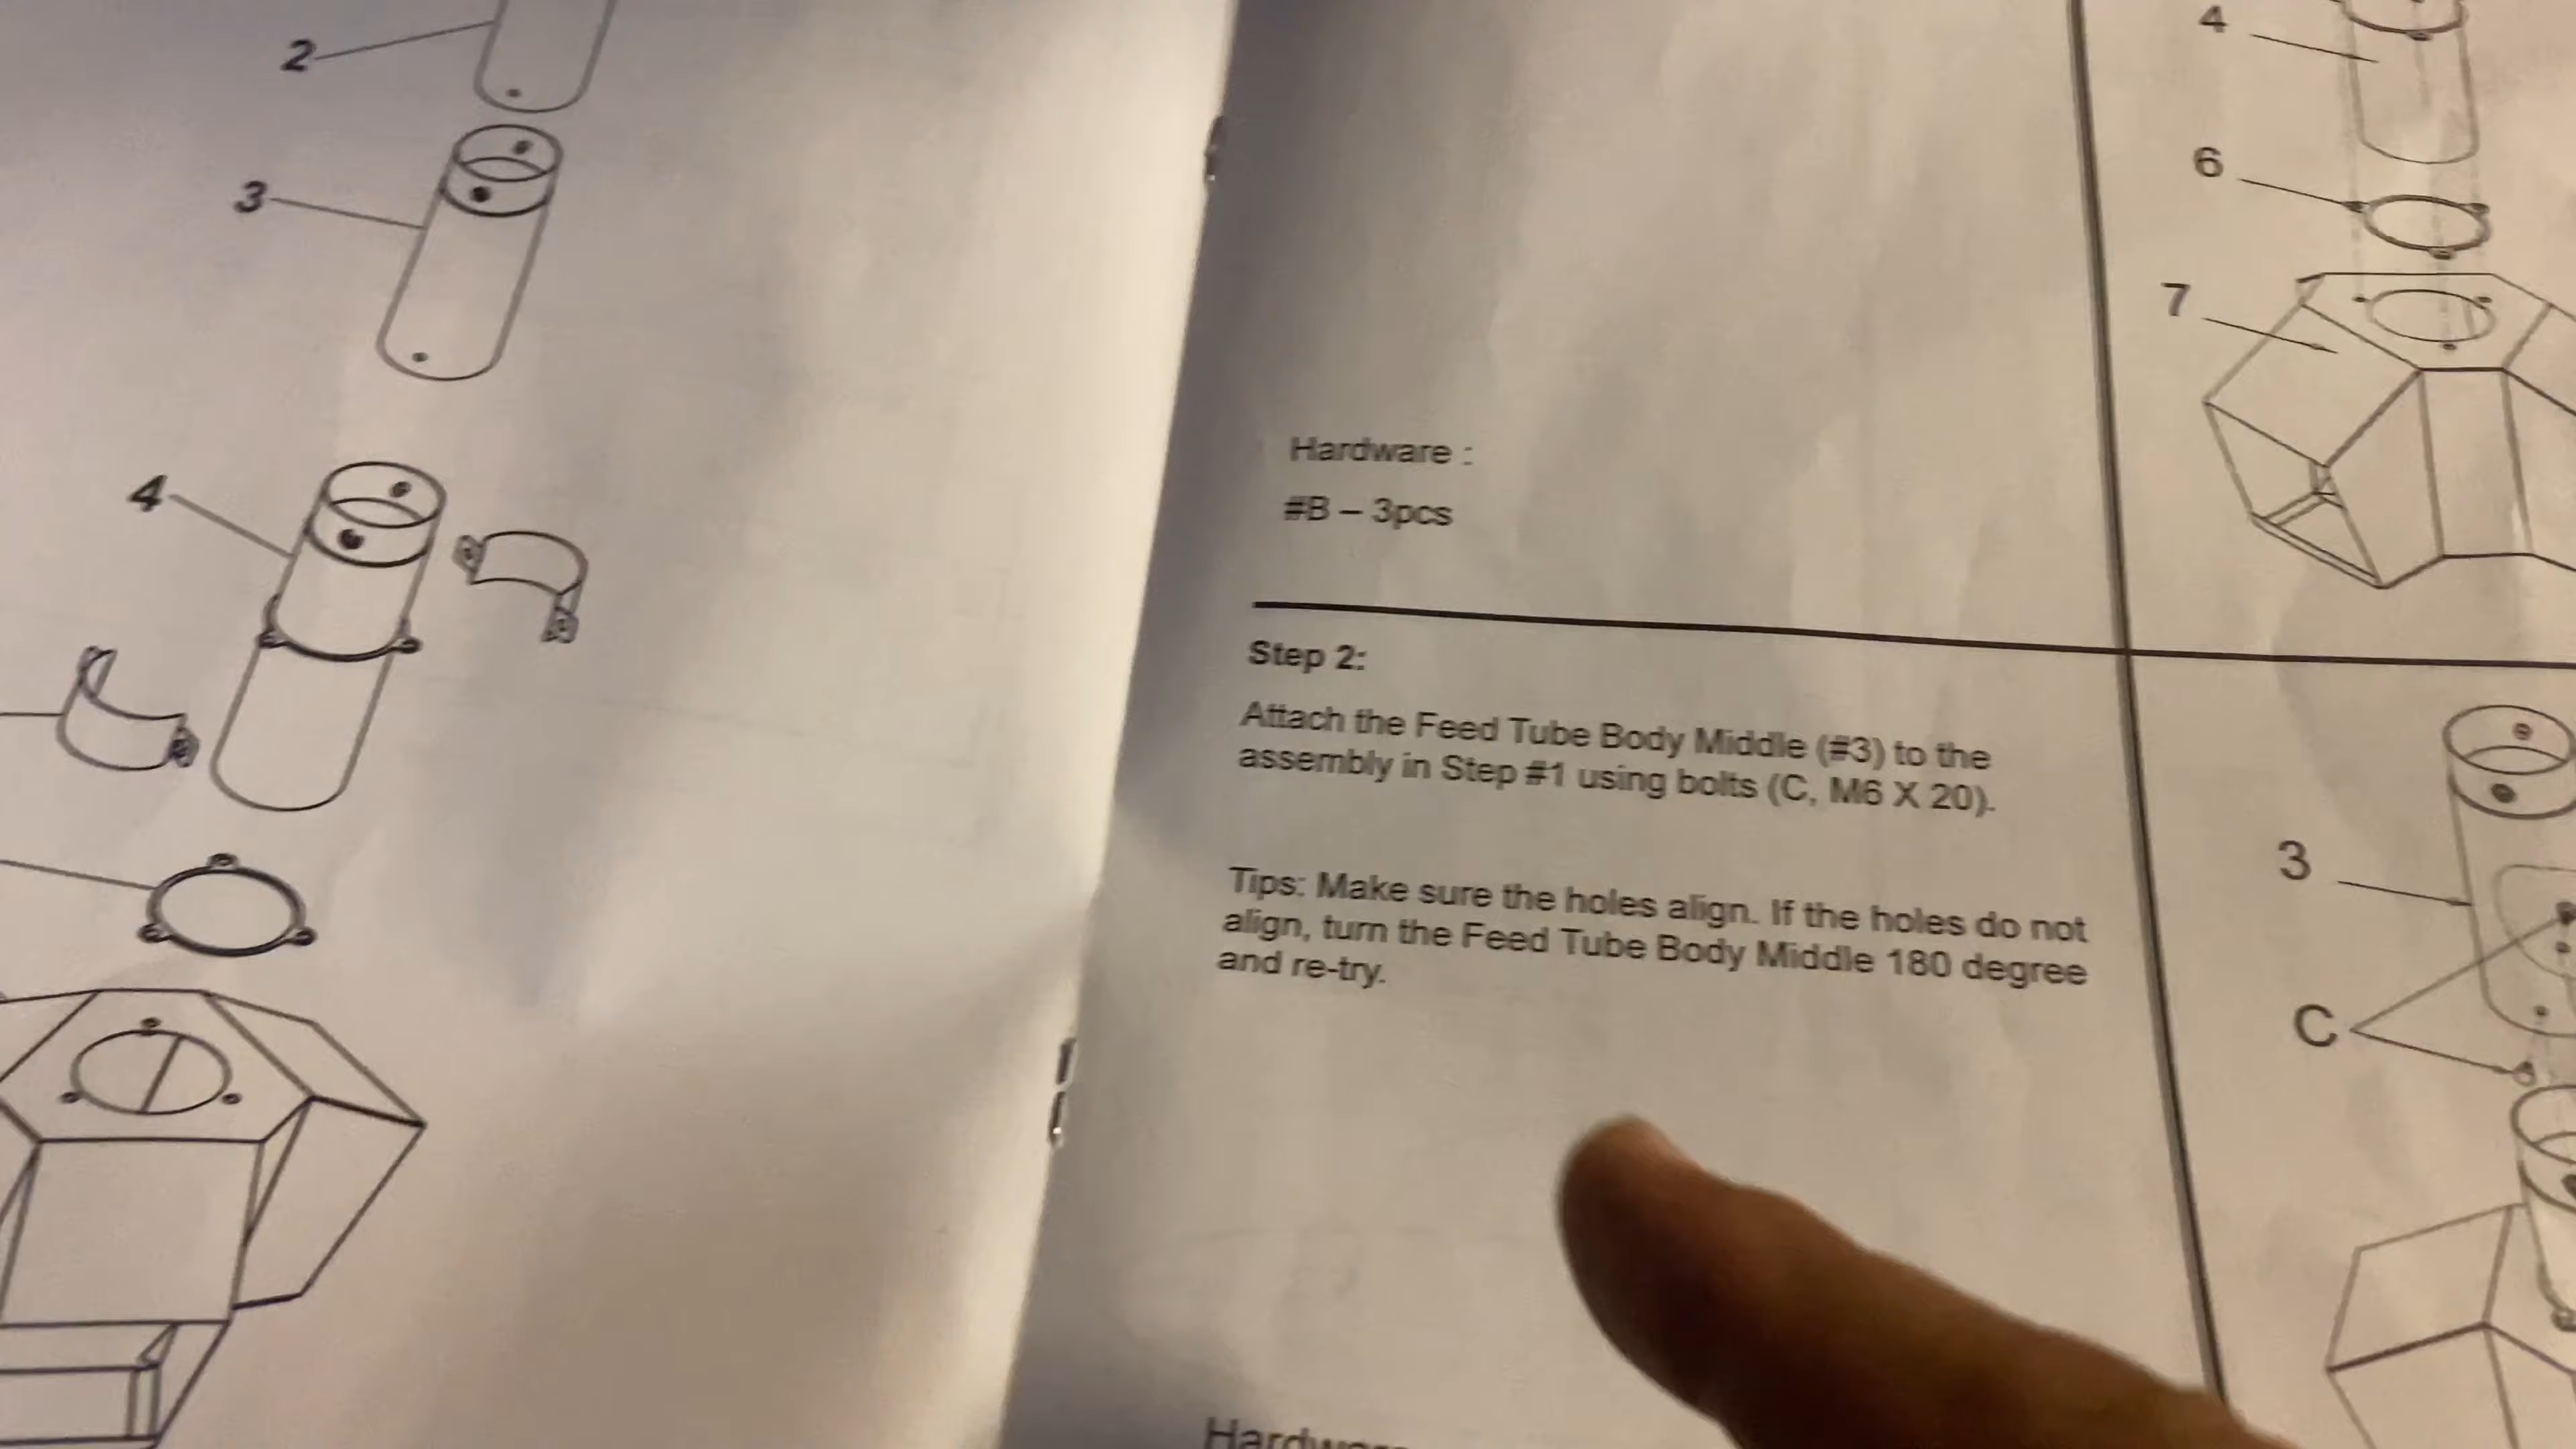 2
3
4
Hardware :
#B – 3pcs
Step 2:
Attach the Feed Tube Body Middle (#3) to the
assembly in Step #1 using bolts (C, M6 X 20).
Tips: Make sure the holes align. If the holes do not
align, turn the Feed Tube Body Middle 180 degree
and re-try.
4
6
7
3
C